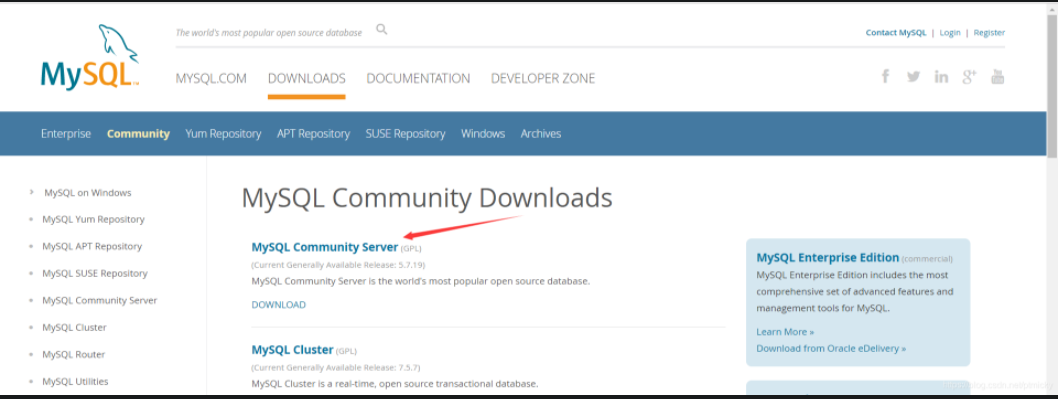 The world's most popular open source database
Contact MySQL | Login | Register
MySQL™
MYSQL.COM DOWNLOADS DOCUMENTATION DEVELOPER ZONE
Enterprise Community Yum Repository APT Repository SUSE Repository Windows Archives
MySQL on Windows
MySQL Yum Repository
MySQL APT Repository
MySQL SUSE Repository
MySQL Community Server
MySQL Cluster
MySQL Router
MySQL Utilities
MySQL Community Downloads
MySQL Community Server (GPL)
(Current Generally Available Release: 5.7.19)
MySQL Community Server is the world's most popular open source database.
DOWNLOAD
MySQL Cluster (GPL)
(Current Generally Available Release: 7.5.7)
MySQL Cluster is a real-time, open source transactional database.
MySQL Enterprise Edition (commercial)
MySQL Enterprise Edition includes the most
comprehensive set of advanced features and
management tools for MySQL.
Learn More »
Download from Oracle eDelivery »